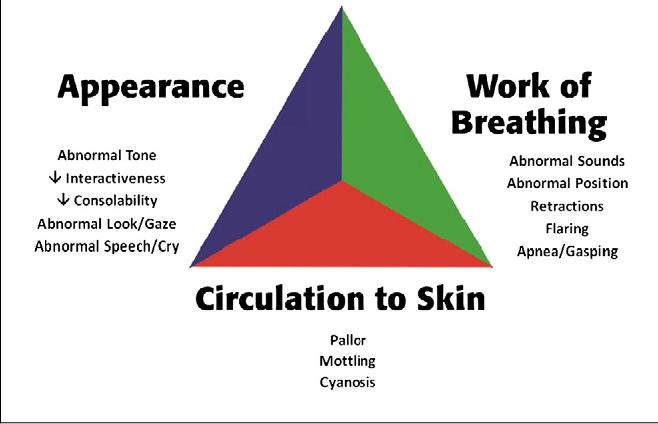 Appearance
Abnormal Tone
↓ Interactiveness
↓ Consolability
Abnormal Look/Gaze
Abnormal Speech/Cry
Work of
Breathing
Abnormal Sounds
Abnormal Position
Retractions
Flaring
Apnea/Gasping
Circulation to Skin
Pallor
Mottling
Cyanosis